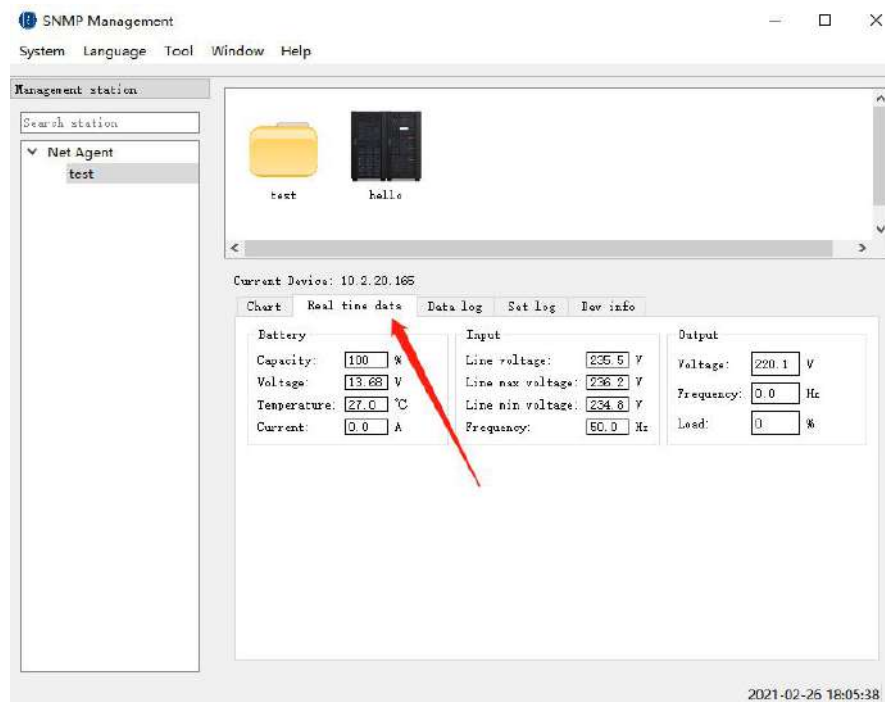 SNMP Management
System Language Tool Window Help
Management station
Search station
Net Agent
test
test hello
Current Device: 10.2.20.165
Chart Real time data Data log Set log Dev info
Battery
Capacity: 100 %
Voltage: 13.68 V
Temperature: 27.0 ℃
Current: 0.0 A
Input
Line voltage: 235.5 V
Line max voltage: 236.2 V
Line min voltage: 234.8 V
Frequency: 50.0 Hz
Output
Voltage: 220.1 V
Frequency: 0.0 Hz
Load: 0 %
2021-02-26 18:05:38